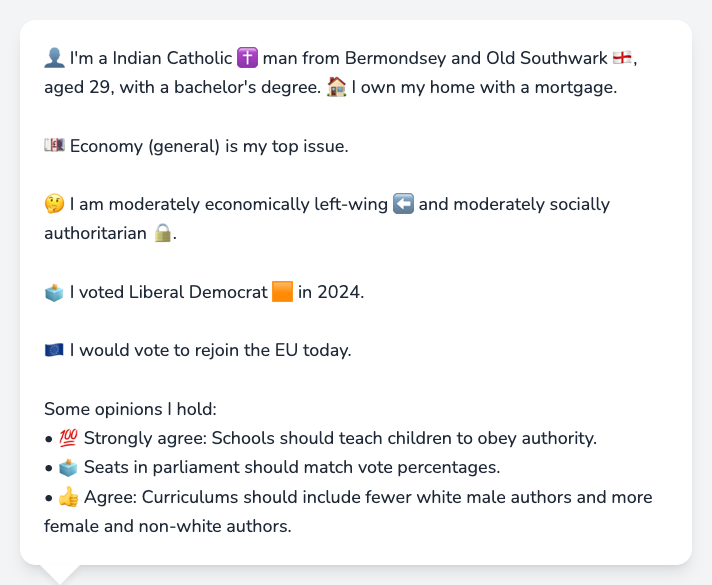 👤 I'm a Indian Catholic ✝️ man from Bermondsey and Old Southwark 🏴󠁧󠁢󠁥󠁮󠁧󠁿,
aged 29, with a bachelor's degree. 🏠 I own my home with a mortgage.
💷 Economy (general) is my top issue.
🤔 I am moderately economically left-wing ⬅️ and moderately socially
authoritarian 🔒.
🗳️ I voted Liberal Democrat 🟧 in 2024.
🇪🇺 I would vote to rejoin the EU today.
Some opinions I hold:
• 💯 Strongly agree: Schools should teach children to obey authority.
• 🗳️ Seats in parliament should match vote percentages.
• 👍 Agree: Curriculums should include fewer white male authors and more
female and non-white authors.